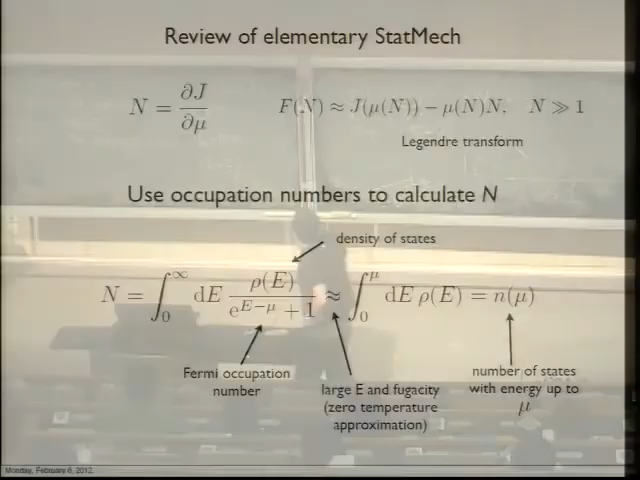 Review of elementary StatMech
N = ∂J/∂μ    F(N) ≈ J(μ(N)) − μ(N)N,   N ≫ 1
Legendre transform
Use occupation numbers to calculate N
density of states
N = ∫₀^∞ dE ρ(E)/(e^{E−μ} + 1) ≈ ∫₀^μ dE ρ(E) = n(μ)
Fermi occupation
number
large E and fugacity
(zero temperature
approximation)
number of states
with energy up to
μ
Monday, February 6, 2012